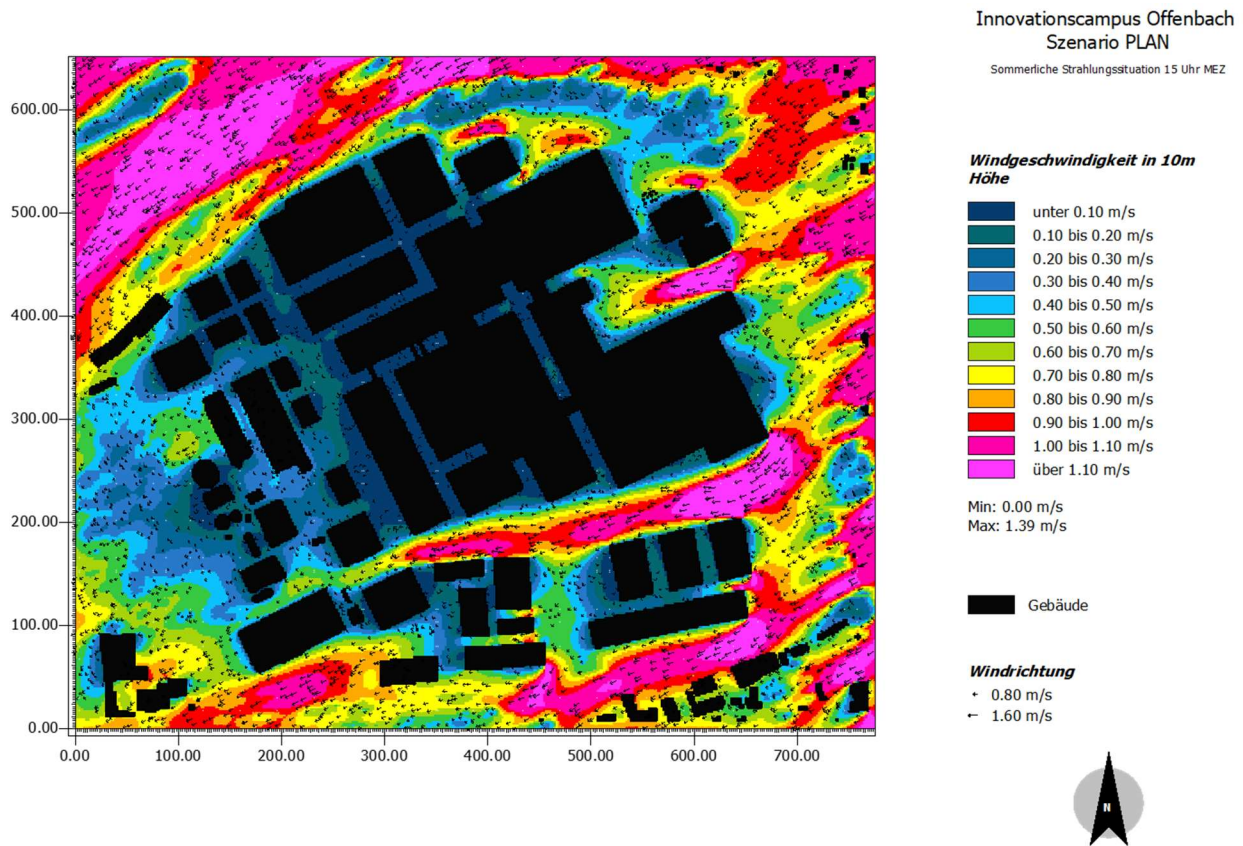 Innovationscampus Offenbach
Szenario PLAN
Sommerliche Strahlungssituation 15 Uhr MEZ
Windgeschwindigkeit in 10m
Höhe
unter 0.10 m/s
0.10 bis 0.20 m/s
0.20 bis 0.30 m/s
0.30 bis 0.40 m/s
0.40 bis 0.50 m/s
0.50 bis 0.60 m/s
0.60 bis 0.70 m/s
0.70 bis 0.80 m/s
0.80 bis 0.90 m/s
0.90 bis 1.00 m/s
1.00 bis 1.10 m/s
über 1.10 m/s
Min: 0.00 m/s
Max: 1.39 m/s
Gebäude
Windrichtung
0.80 m/s
1.60 m/s
N
600.00
500.00
400.00
300.00
200.00
100.00
0.00
0.00 100.00 200.00 300.00 400.00 500.00 600.00 700.00